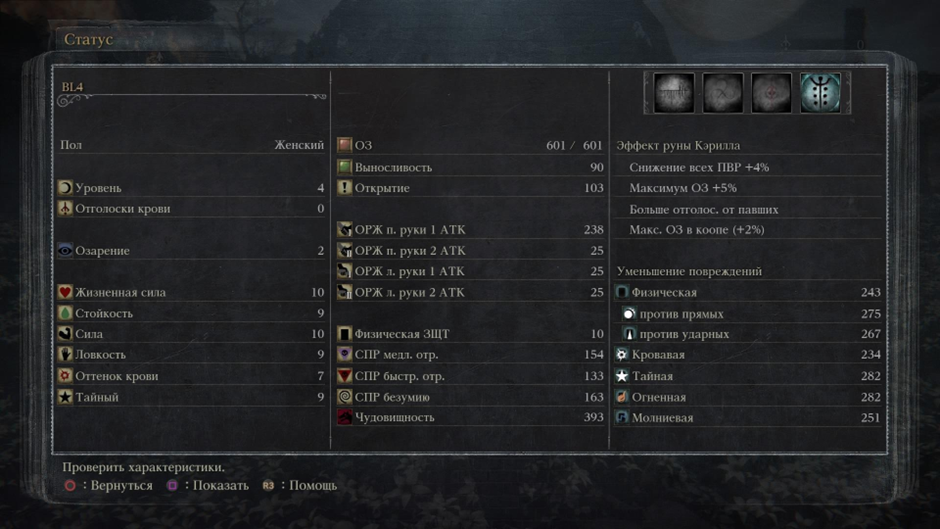 Статус
BL4
Пол Женский
Уровень 4
Отголоски крови 0
Озарение 2
Жизненная сила 10
Стойкость 9
Сила 10
Ловкость 9
Оттенок крови 7
Тайный 9
ОЗ 601 / 601
Выносливость 90
Открытие 103
ОРЖ п. руки 1 АТК 238
ОРЖ п. руки 2 АТК 25
ОРЖ л. руки 1 АТК 25
ОРЖ л. руки 2 АТК 25
Физическая ЗЩТ 10
СПР медл. отр. 154
СПР быстр. отр. 133
СПР безумию 163
Чудовищность 393
Эффект руны Кэрилла
Снижение всех ПВР +4%
Максимум ОЗ +5%
Больше отголос. от павших
Макс. ОЗ в коопе (+2%)
Уменьшение повреждений
Физическая 243
против прямых 275
против ударных 267
Кровавая 234
Тайная 282
Огненная 282
Молниевая 251
Проверить характеристики.
: Вернуться : Показать R3 : Помощь